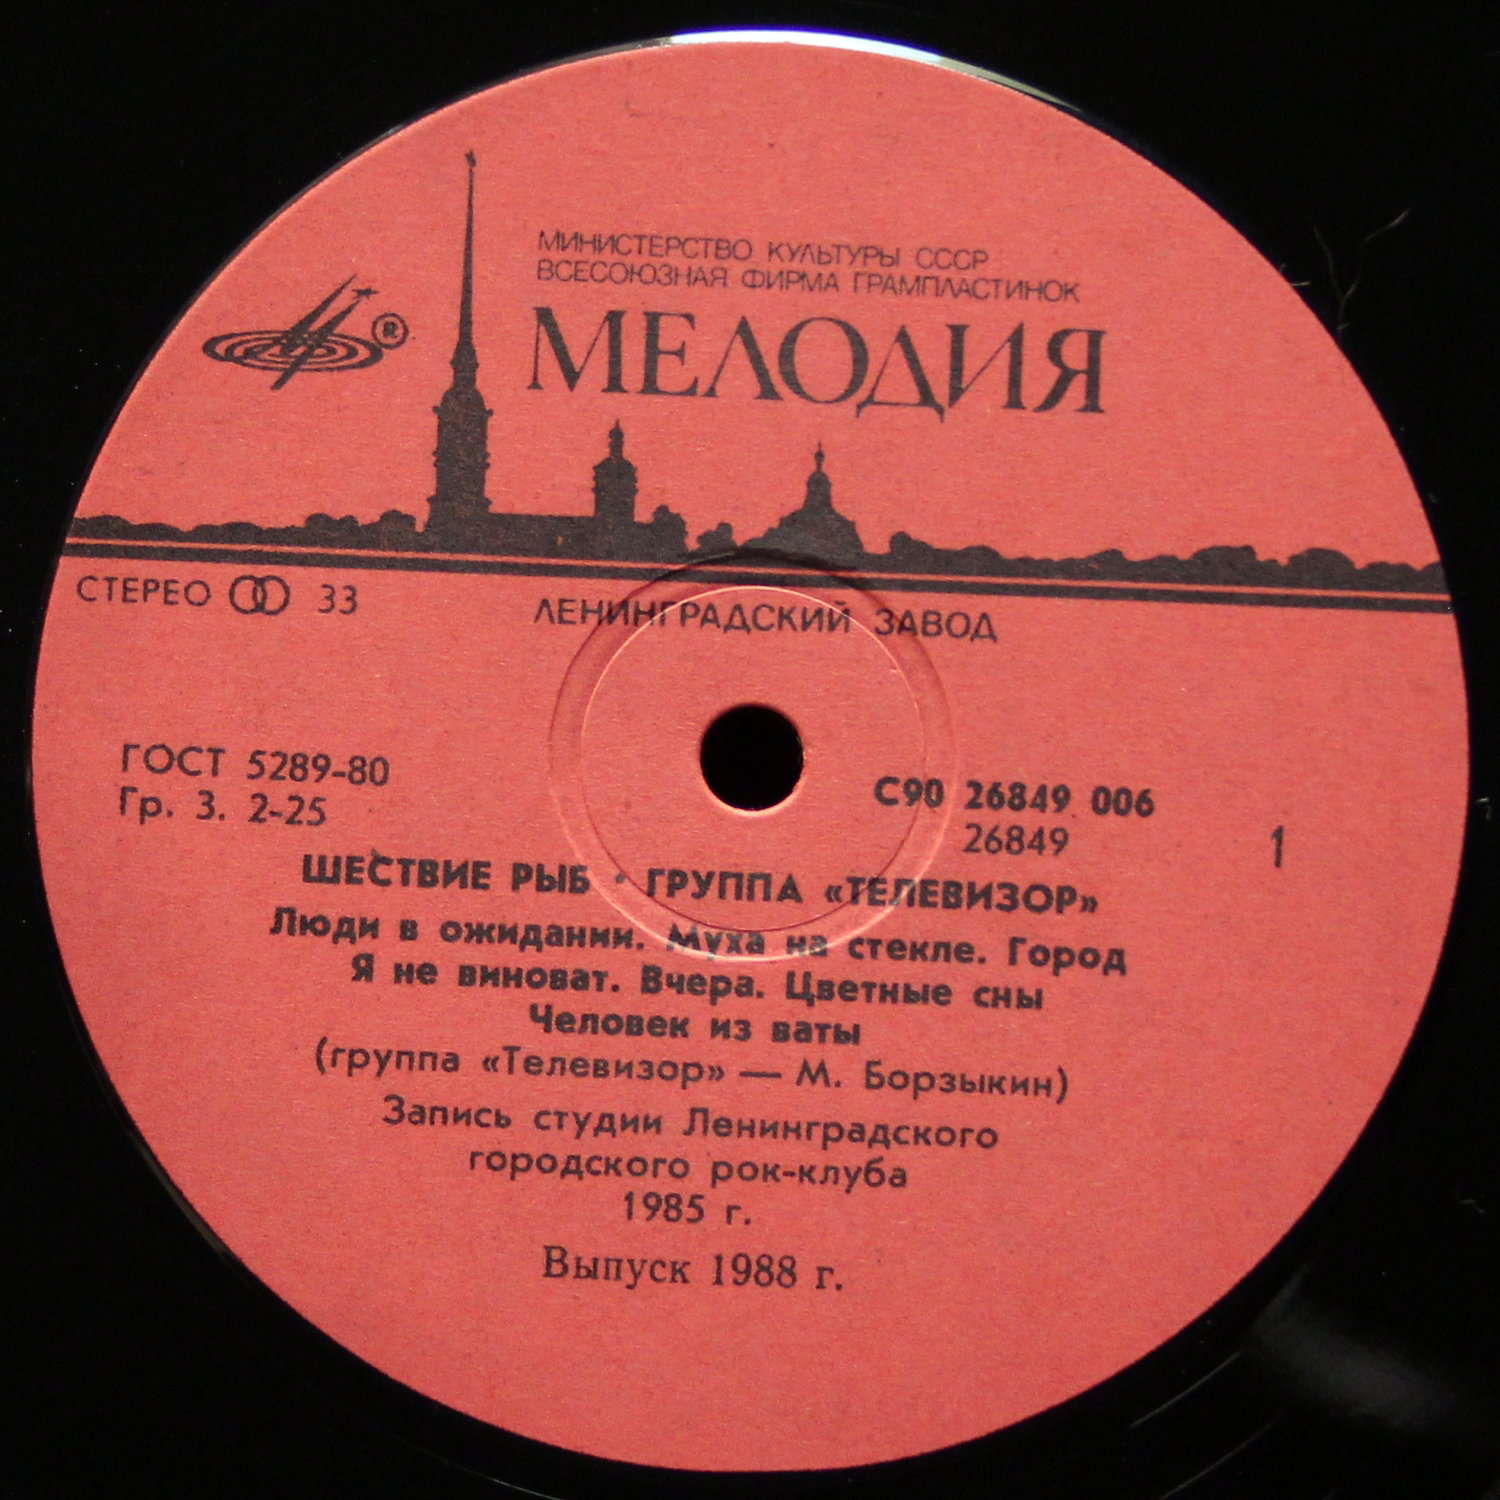 МИНИСТЕРСТВО КУЛЬТУРЫ СССР
ВСЕСОЮЗНАЯ ФИРМА ГРАМПЛАСТИНОК
®
МЕЛОДИЯ
СТЕРЕО 33
ЛЕНИНГРАДСКИЙ ЗАВОД
ГОСТ 5289-80
Гр. 3. 2-25
С90 26849 006
26849
1
ШЕСТВИЕ РЫБ · ГРУППА «ТЕЛЕВИЗОР»
Люди в ожидании. Муха на стекле. Город
Я не виноват. Вчера. Цветные сны
Человек из ваты
(группа «Телевизор» — М. Борзыкин)
Запись студии Ленинградского
городского рок-клуба
1985 г.
Выпуск 1988 г.